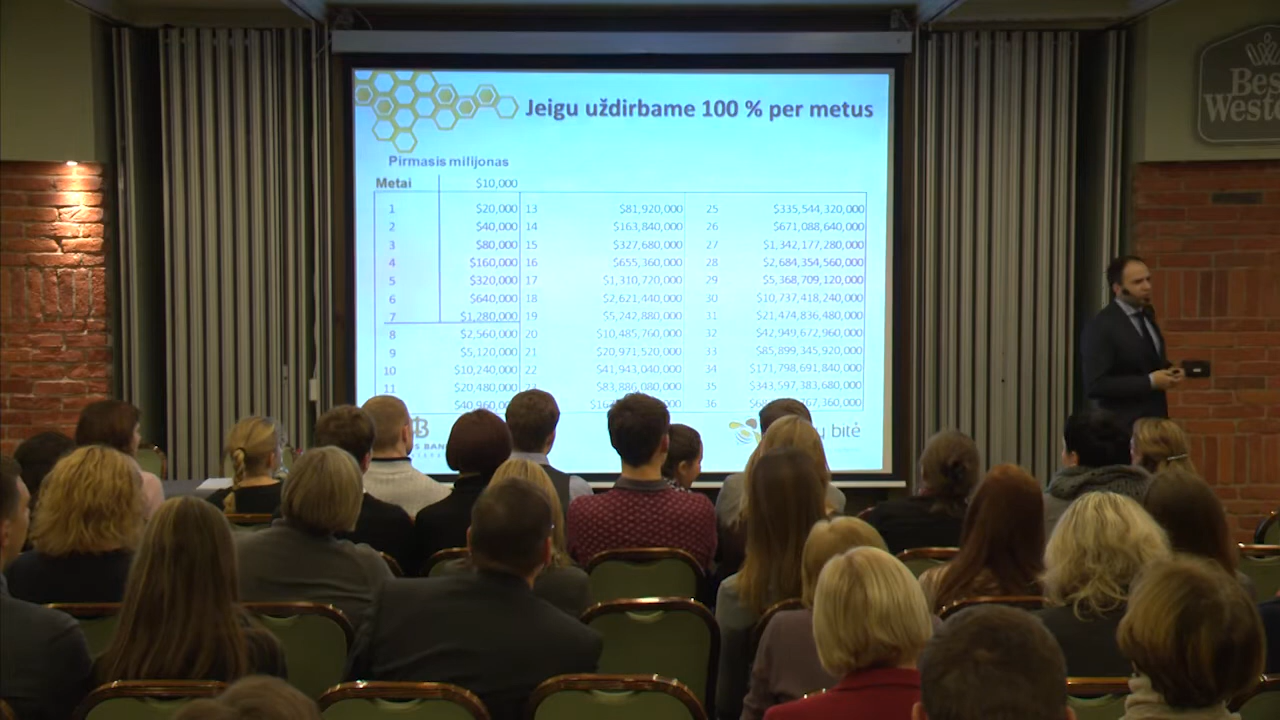 Jeigu uždirbame 100 % per metus
Pirmasis milijonas
Metai $10,000
1 $20,000 13 $81,920,000 25 $335,544,320,000
2 $40,000 14 $163,840,000 26 $671,088,640,000
3 $80,000 15 $327,680,000 27 $1,342,177,280,000
4 $160,000 16 $655,360,000 28 $2,684,354,560,000
5 $320,000 17 $1,310,720,000 29 $5,368,709,120,000
6 $640,000 18 $2,621,440,000 30 $10,737,418,240,000
7 $1,280,000 19 $5,242,880,000 31 $21,474,836,480,000
8 $2,560,000 20 $10,485,760,000 32 $42,949,672,960,000
9 $5,120,000 21 $20,971,520,000 33 $85,899,345,920,000
10 $10,240,000 22 $41,943,040,000 34 $171,798,691,840,000
11 $20,480,000 $83,886,080,000 35 $343,597,383,680,000
36
bitė
Best
Western